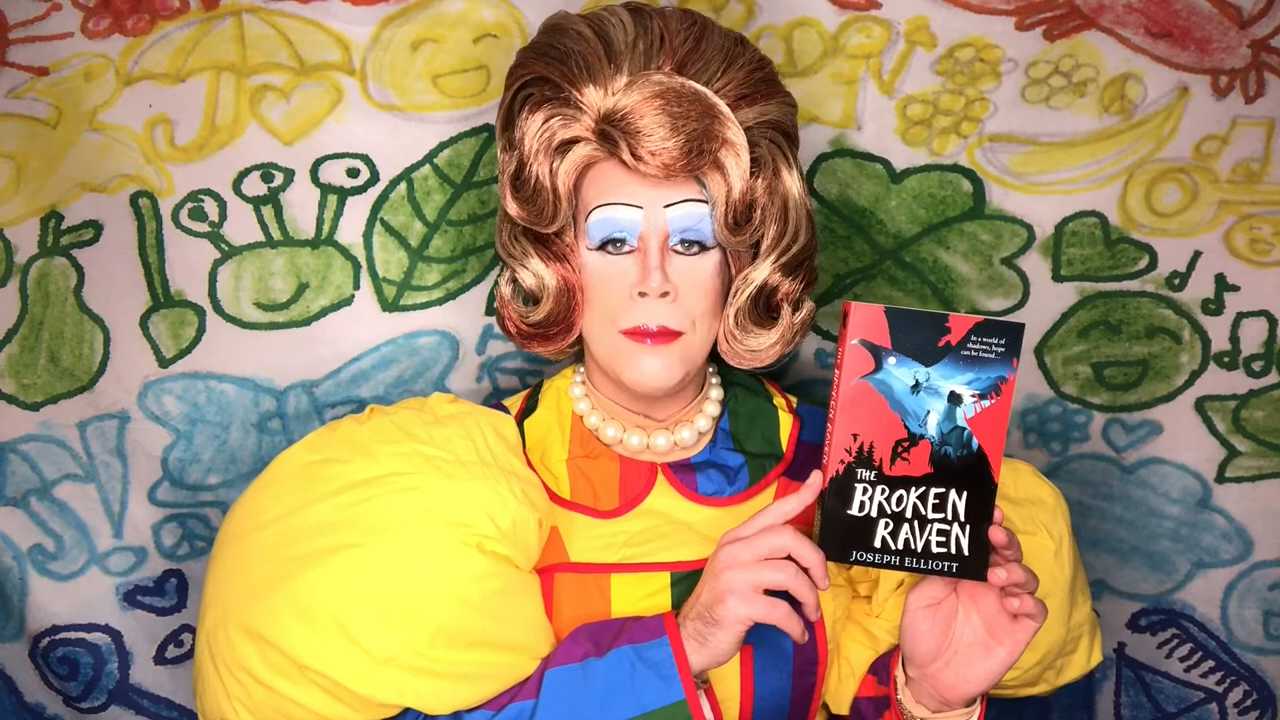 In a world of
shadows, hope
can be found...
THE
BROKEN
RAVEN
JOSEPH ELLIOTT
THE BROKEN RAVEN